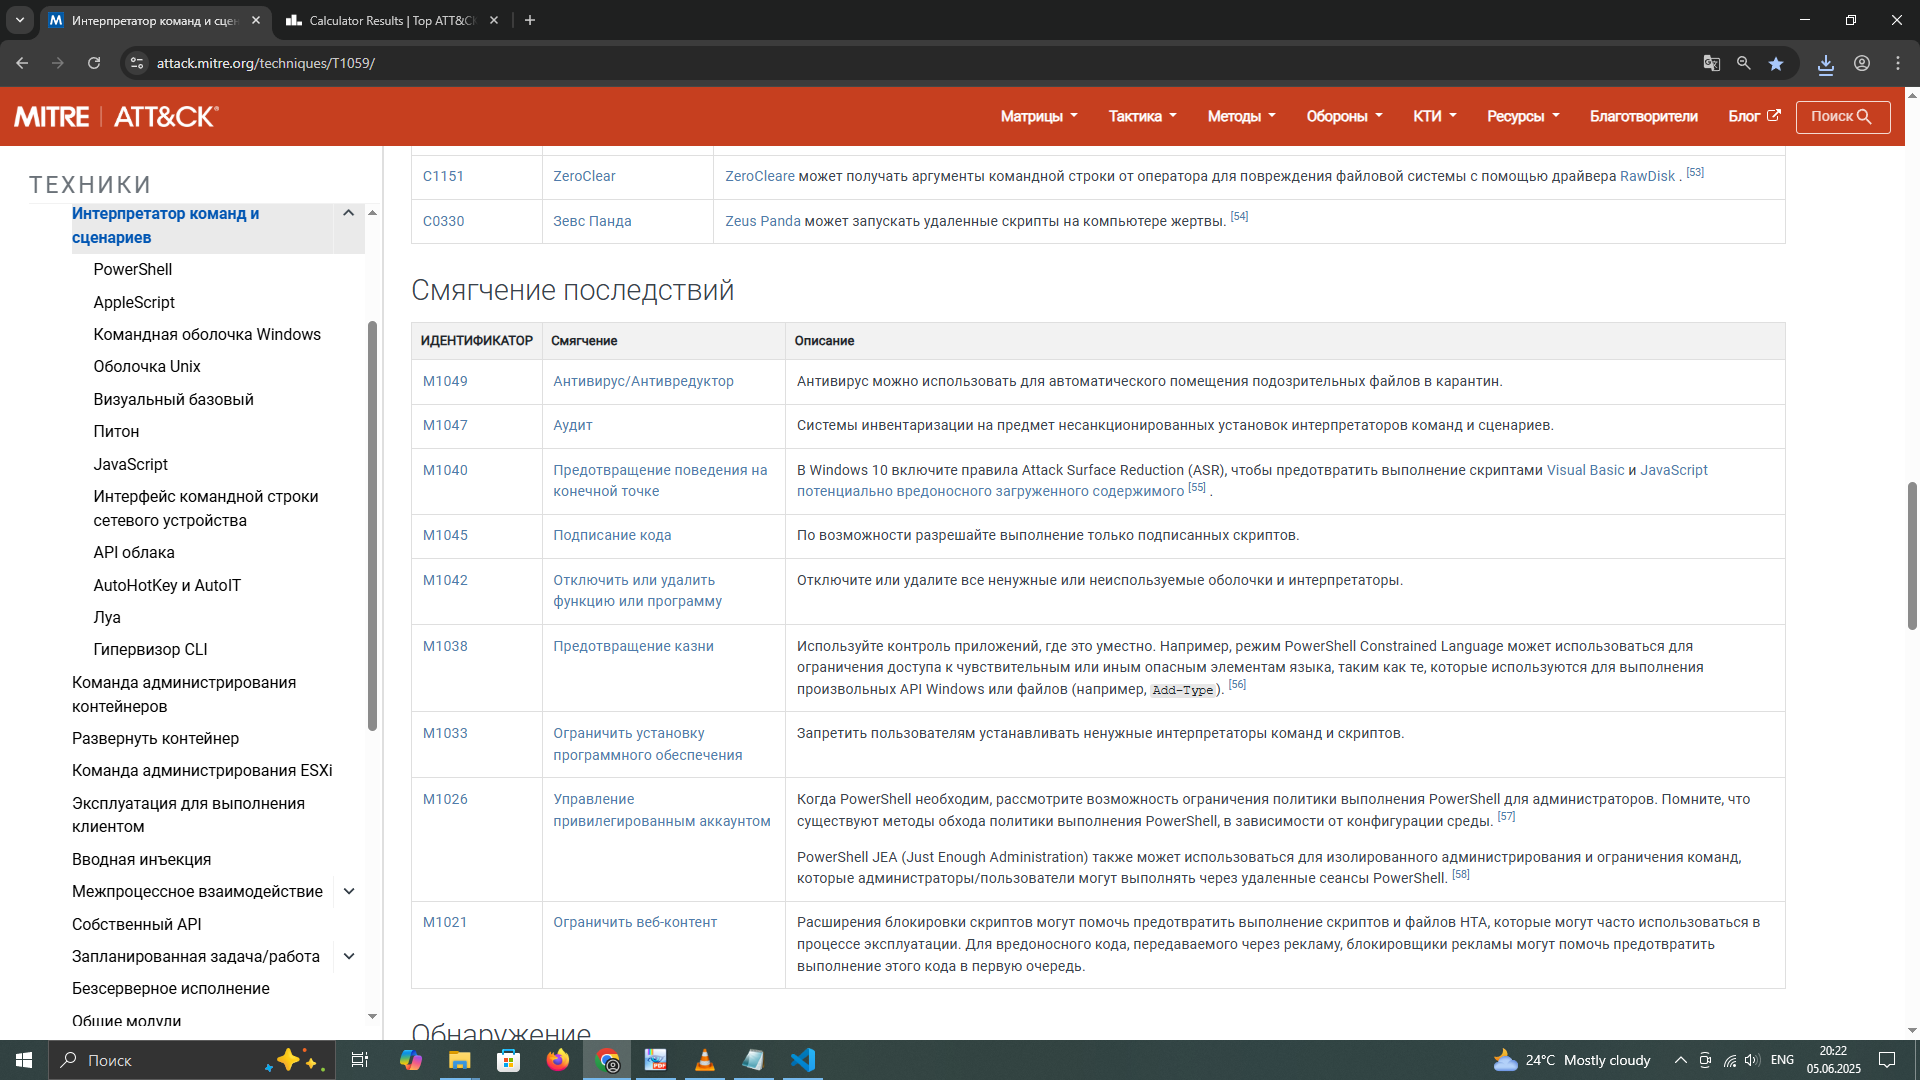 Интерпретатор команд и сцен
Calculator Results | Top ATT&C
attack.mitre.org/techniques/T1059/
MITRE | ATT&CK®
Матрицы
Тактика
Методы
Обороны
КТИ
Ресурсы
Благотворители
Блог
Поиск
ТЕХНИКИ
Интерпретатор команд и
сценариев
PowerShell
AppleScript
Командная оболочка Windows
Оболочка Unix
Визуальный базовый
Питон
JavaScript
Интерфейс командной строки
сетевого устройства
API облака
AutoHotKey и AutoIT
Луа
Гипервизор CLI
Команда администрирования
контейнеров
Развернуть контейнер
Команда администрирования ESXi
Эксплуатация для выполнения
клиентом
Вводная инъекция
Межпроцессное взаимодействие
Собственный API
Запланированная задача/работа
Безсерверное исполнение
Общие модули
С1151 ZeroClear ZeroCleare может получать аргументы командной строки от оператора для повреждения файловой системы с помощью драйвера RawDisk . [53]
С0330 Зевс Панда Zeus Panda может запускать удаленные скрипты на компьютере жертвы. [54]
Смягчение последствий
ИДЕНТИФИКАТОР Смягчение Описание
M1049 Антивирус/Антивредуктор Антивирус можно использовать для автоматического помещения подозрительных файлов в карантин.
M1047 Аудит Системы инвентаризации на предмет несанкционированных установок интерпретаторов команд и сценариев.
M1040 Предотвращение поведения на В Windows 10 включите правила Attack Surface Reduction (ASR), чтобы предотвратить выполнение скриптами Visual Basic и JavaScript
конечной точке потенциально вредоносного загруженного содержимого [55] .
M1045 Подписание кода По возможности разрешайте выполнение только подписанных скриптов.
M1042 Отключить или удалить Отключите или удалите все ненужные или неиспользуемые оболочки и интерпретаторы.
функцию или программу
M1038 Предотвращение казни Используйте контроль приложений, где это уместно. Например, режим PowerShell Constrained Language может использоваться для
ограничения доступа к чувствительным или иным опасным элементам языка, таким как те, которые используются для выполнения
произвольных API Windows или файлов (например, Add-Type). [56]
M1033 Ограничить установку Запретить пользователям устанавливать ненужные интерпретаторы команд и скриптов.
программного обеспечения
M1026 Управление Когда PowerShell необходим, рассмотрите возможность ограничения политики выполнения PowerShell для администраторов. Помните, что
привилегированным аккаунтом существуют методы обхода политики выполнения PowerShell, в зависимости от конфигурации среды. [57]
PowerShell JEA (Just Enough Administration) также может использоваться для изолированного администрирования и ограничения команд,
которые администраторы/пользователи могут выполнять через удаленные сеансы PowerShell. [58]
M1021 Ограничить веб-контент Расширения блокировки скриптов могут помочь предотвратить выполнение скриптов и файлов HTA, которые могут часто использоваться в
процессе эксплуатации. Для вредоносного кода, передаваемого через рекламу, блокировщики рекламы могут помочь предотвратить
выполнение этого кода в первую очередь.
Обнаружение
Поиск
24°C Mostly cloudy
ENG
20:22
05.06.2025